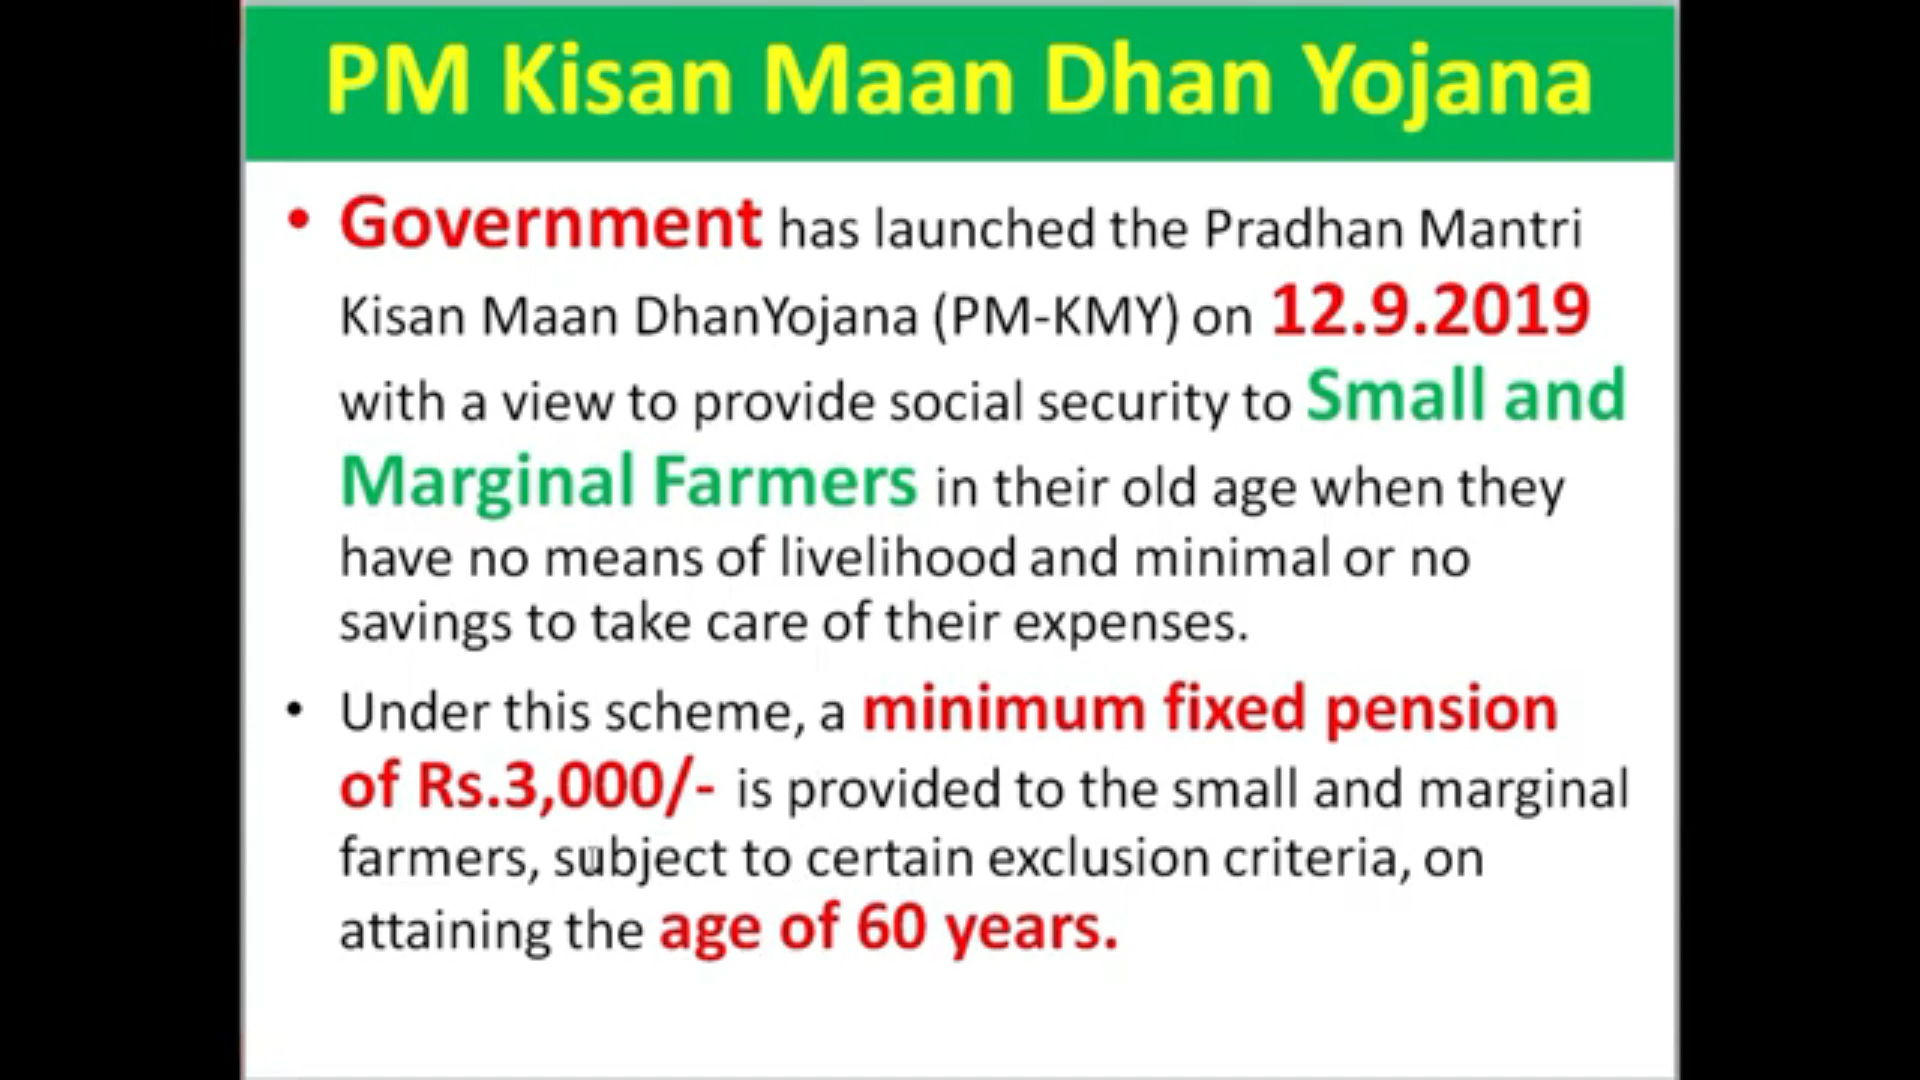 PM Kisan Maan Dhan Yojana
• Government has launched the Pradhan Mantri
Kisan Maan DhanYojana (PM-KMY) on 12.9.2019
with a view to provide social security to Small and
Marginal Farmers in their old age when they
have no means of livelihood and minimal or no
savings to take care of their expenses.
• Under this scheme, a minimum fixed pension
of Rs.3,000/- is provided to the small and marginal
farmers, subject to certain exclusion criteria, on
attaining the age of 60 years.